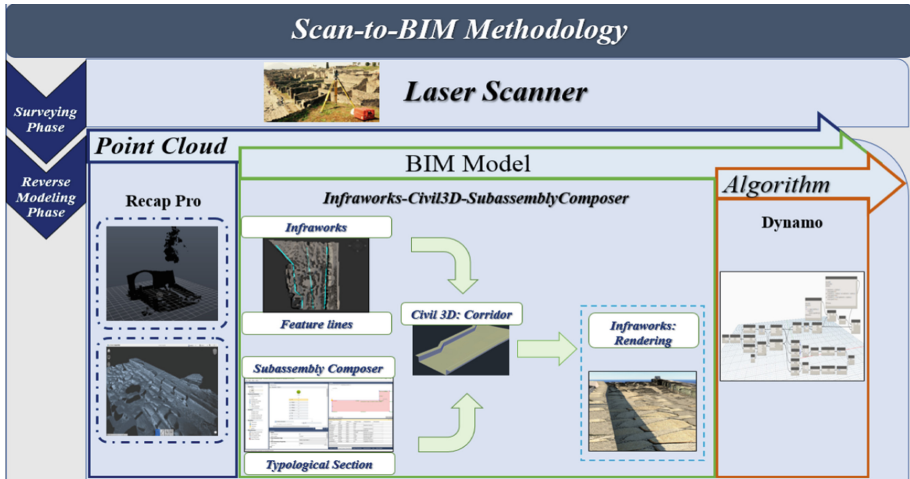 Scan-to-BIM Methodology
Surveying
Phase
Laser Scanner
Reverse
Modeling
Phase
Point Cloud
BIM Model
Algorithm
Recap Pro
Infraworks-Civil3D-SubassemblyComposer
Dynamo
Infraworks
Feature lines
Civil 3D: Corridor
Infraworks:
Rendering
Subassembly Composer
Typological Section